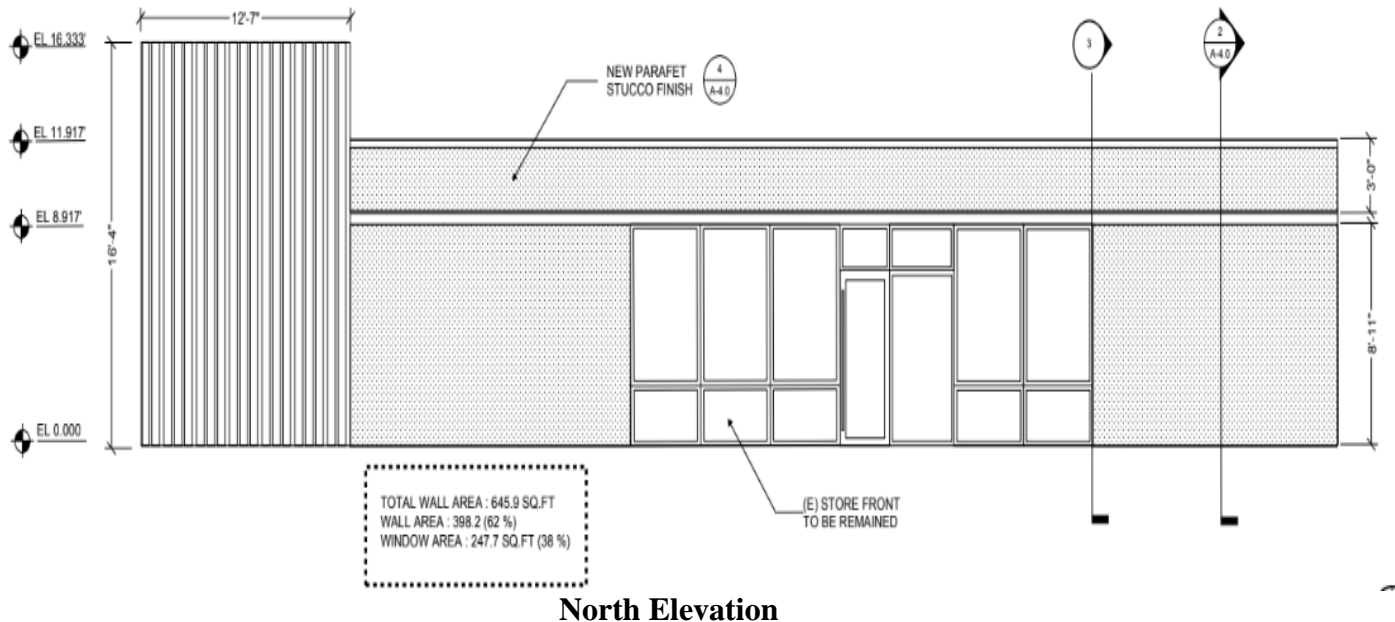 12'-7"
EL 16.333'
3
2
A-4.0
NEW PARAFET
STUCCO FINISH
4
A-4.0
EL 11.917'
3'-0"
EL 8.917'
16'-4"
8'-11"
EL 0.000
TOTAL WALL AREA : 645.9 SQ.FT
WALL AREA : 398.2 (62 %)
WINDOW AREA : 247.7 SQ.FT (38 %)
(E) STORE FRONT
TO BE REMAINED
North Elevation